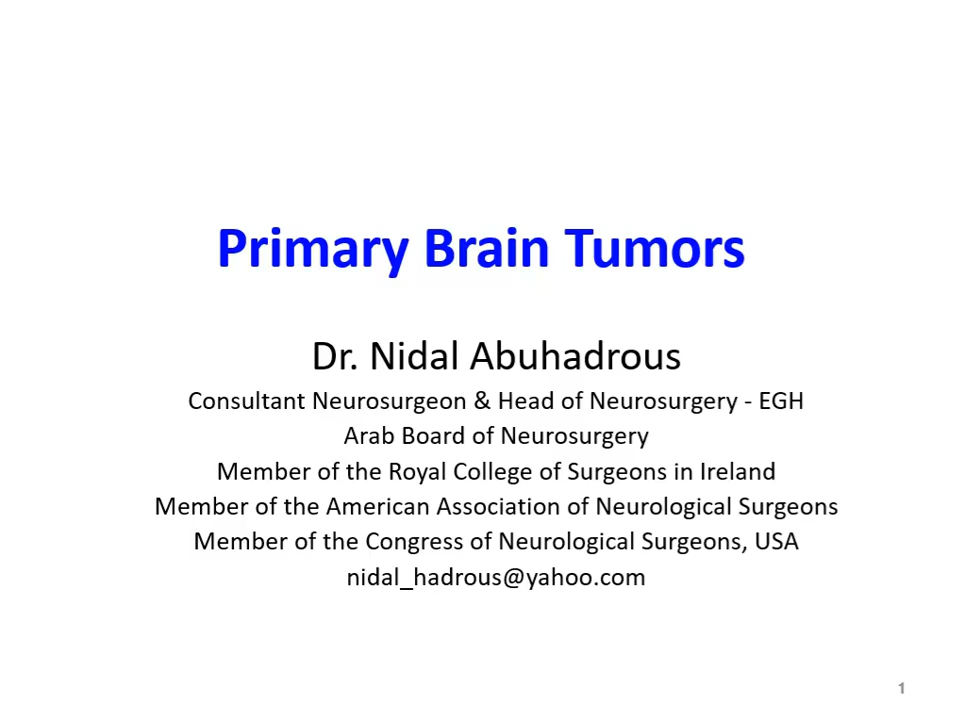 Primary Brain Tumors
Dr. Nidal Abuhadrous
Consultant Neurosurgeon & Head of Neurosurgery - EGH
Arab Board of Neurosurgery
Member of the Royal College of Surgeons in Ireland
Member of the American Association of Neurological Surgeons
Member of the Congress of Neurological Surgeons, USA
nidal_hadrous@yahoo.com
1